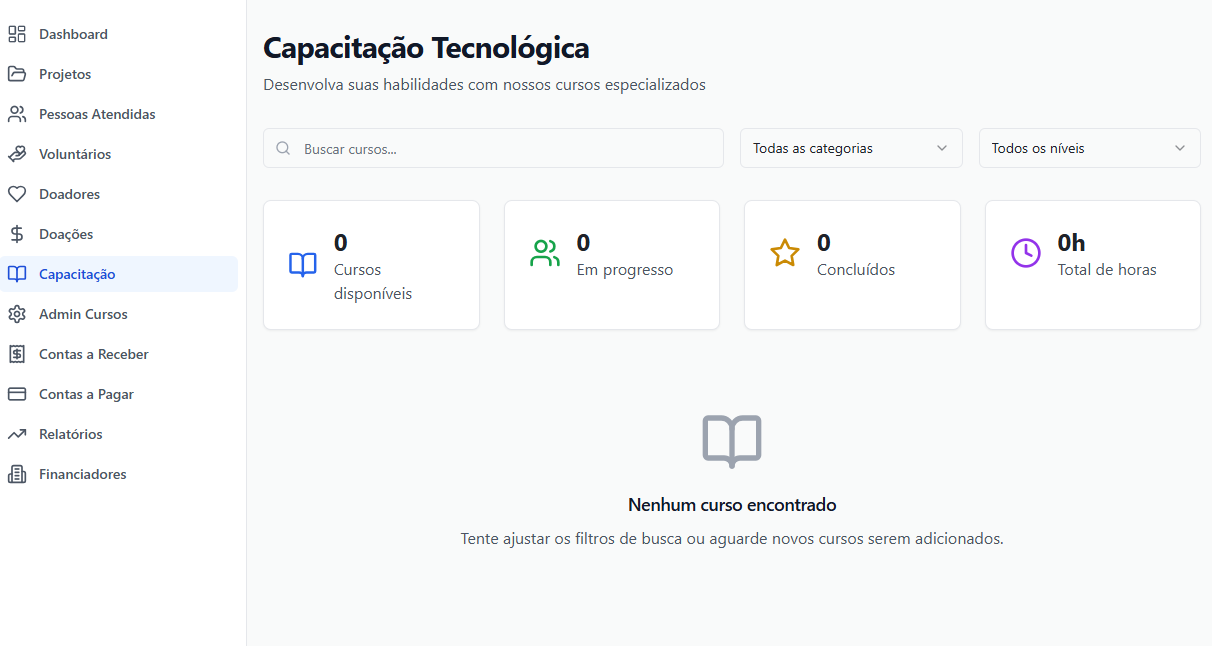 Dashboard
Projetos
Pessoas Atendidas
Voluntários
Doadores
Doações
Capacitação
Admin Cursos
Contas a Receber
Contas a Pagar
Relatórios
Financiadores
Capacitação Tecnológica
Desenvolva suas habilidades com nossos cursos especializados
Buscar cursos...
Todas as categorias
Todos os níveis
0
Cursos
disponíveis
0
Em progresso
0
Concluídos
0h
Total de horas
Nenhum curso encontrado
Tente ajustar os filtros de busca ou aguarde novos cursos serem adicionados.